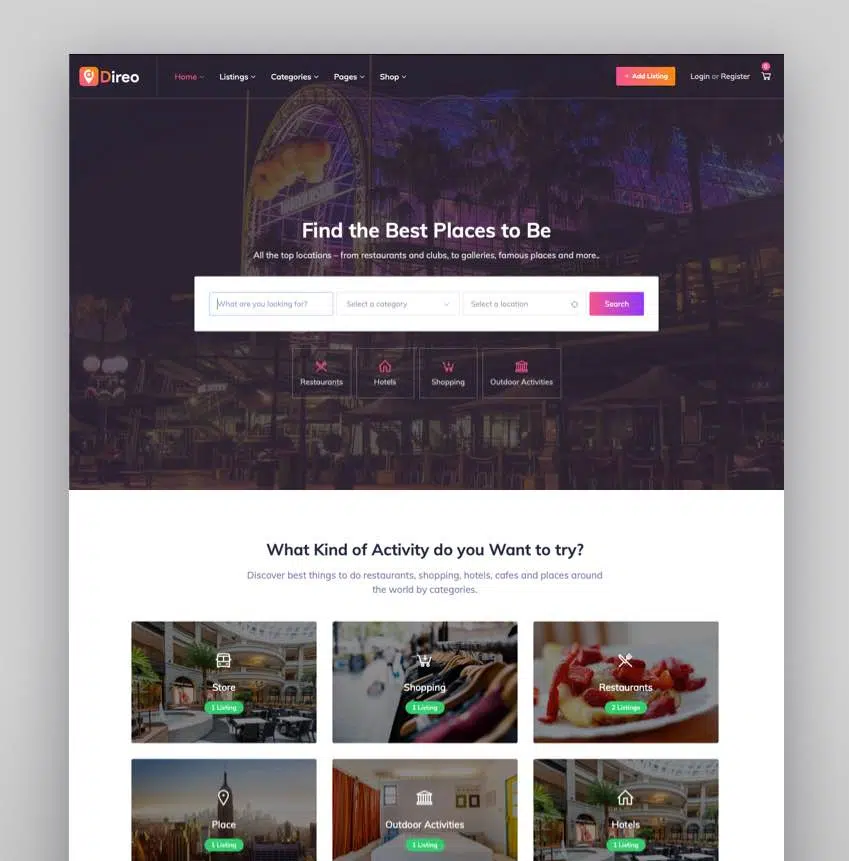 Direo
Home
Listings
Categories
Pages
Shop
+ Add Listing
Login or Register
0
Find the Best Places to Be
All the top locations – from restaurants and clubs, to galleries, famous places and more..
What are you looking for?
Select a category
Select a location
Search
Restaurants
Hotels
Shopping
Outdoor Activities
What Kind of Activity do you Want to try?
Discover best things to do restaurants, shopping, hotels, cafes and places around
the world by categories.
Store
1 Listing
Shopping
1 Listing
Restaurants
2 Listings
Place
1 Listing
Outdoor Activities
1 Listing
Hotels
1 Listing